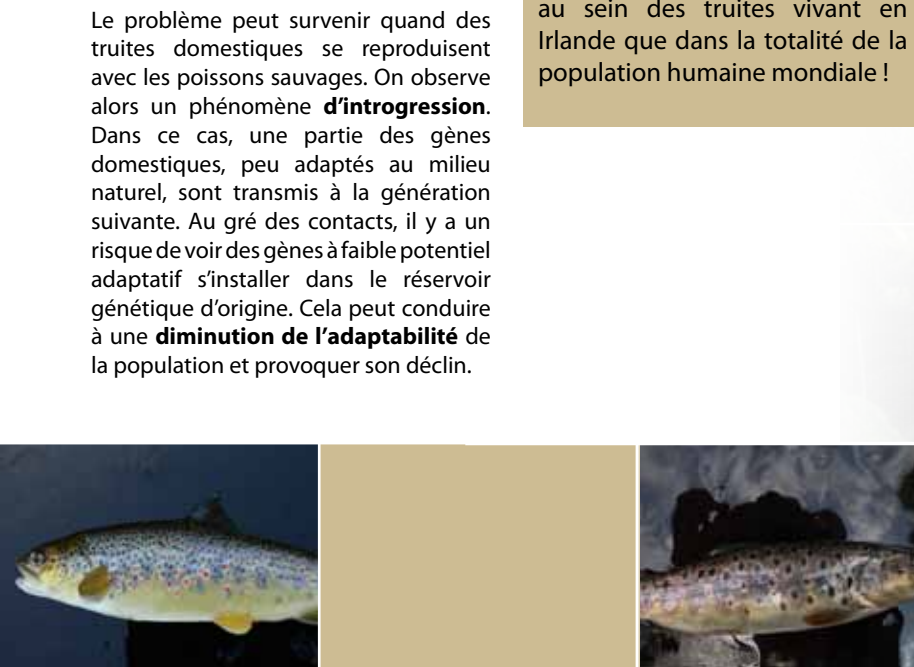 Le problème peut survenir quand des
truites domestiques se reproduisent
avec les poissons sauvages. On observe
alors un phénomène d'introgression.
Dans ce cas, une partie des gènes
domestiques, peu adaptés au milieu
naturel, sont transmis à la génération
suivante. Au gré des contacts, il y a un
risque de voir des gènes à faible potentiel
adaptatif s'installer dans le réservoir
génétique d'origine. Cela peut conduire
à une diminution de l'adaptabilité de
la population et provoquer son déclin.
au sein des truites vivant en
Irlande que dans la totalité de la
population humaine mondiale !